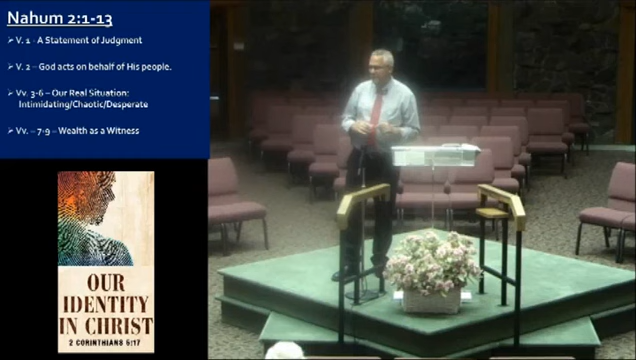 Nahum 2:1-13
V. 1 - A Statement of Judgment
V. 2 – God acts on behalf of His people.
Vv. 3-6 – Our Real Situation:
Intimidating/Chaotic/Desperate
Vv. – 7-9 – Wealth as a Witness
OUR
IDENTITY
IN CHRIST
2 CORINTHIANS 5:17